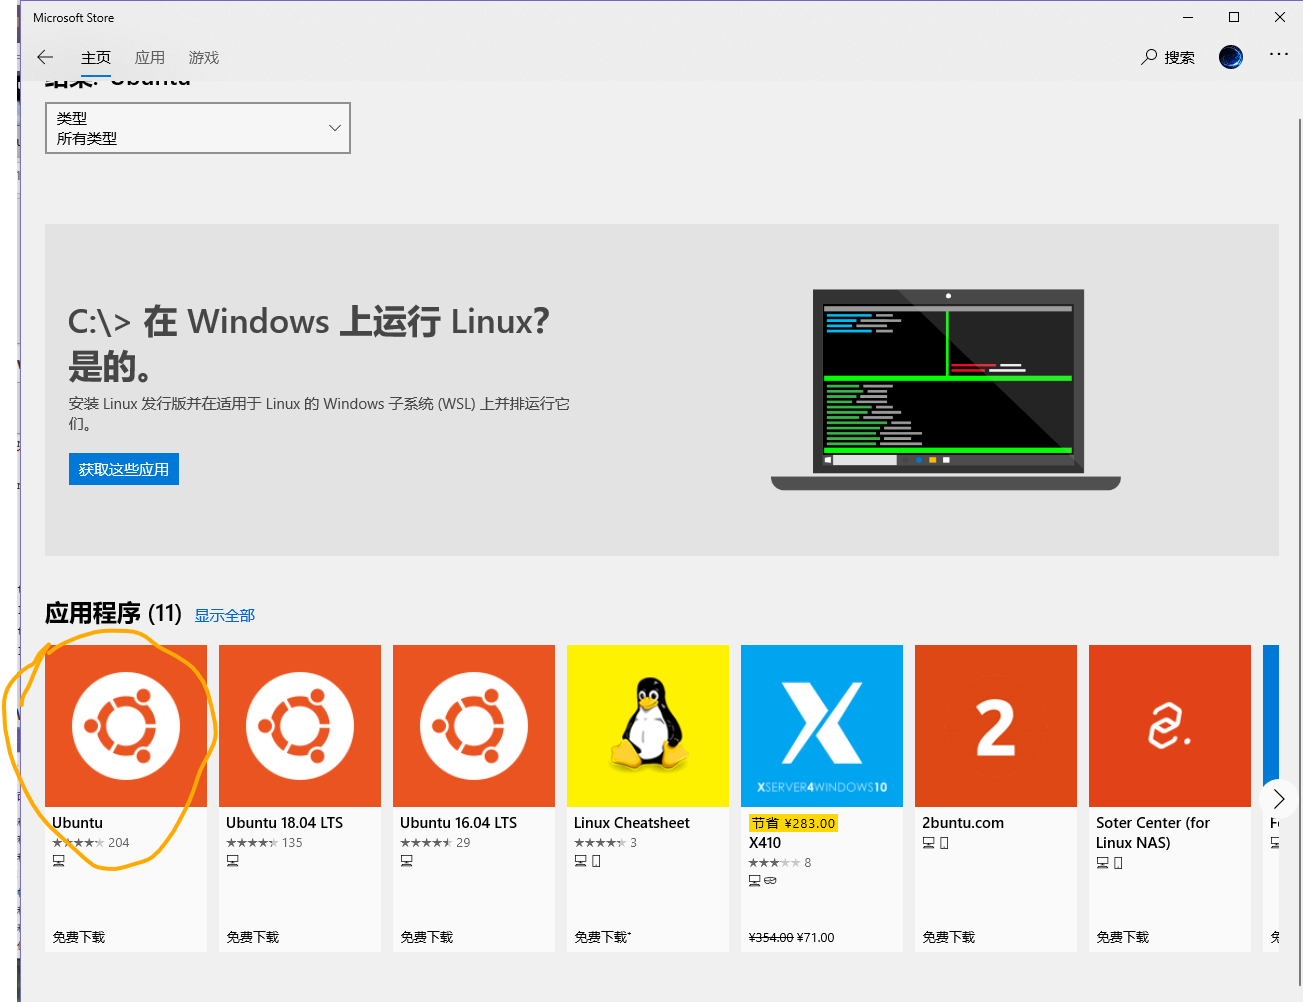 Microsoft Store
主页 应用 游戏 搜索
结果: "Ubuntu"
类型
所有类型
C:\> 在 Windows 上运行 Linux?
是的。
安装 Linux 发行版并在适用于 Linux 的 Windows 子系统 (WSL) 上并排运行它
们。
获取这些应用
应用程序 (11) 显示全部
Ubuntu
204
免费下载
Ubuntu 18.04 LTS
135
免费下载
Ubuntu 16.04 LTS
29
免费下载
Linux Cheatsheet
3
免费下载+
XSERVER4WINDOWS10
节省 ¥283.00
X410
8
¥354.00 ¥71.00
2
2buntu.com
免费下载
Soter Center (for
Linux NAS)
免费下载